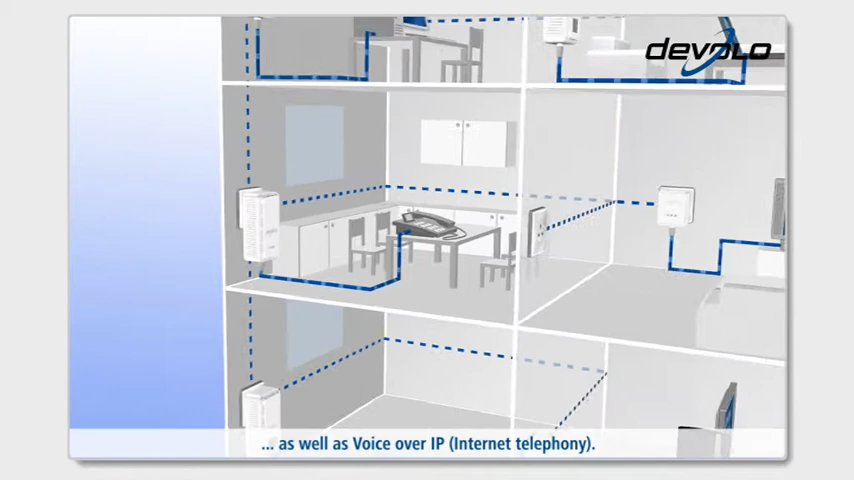 devolo
... as well as Voice over IP (Internet telephony).